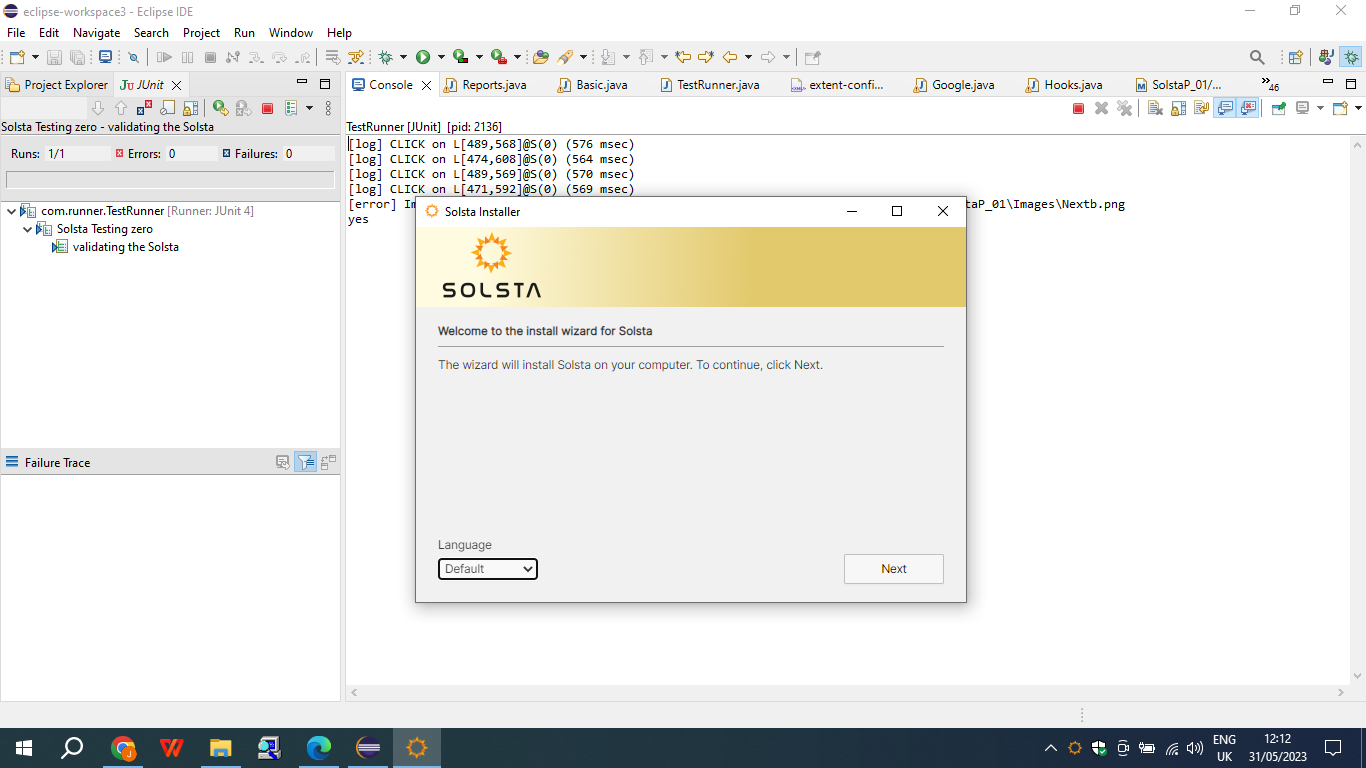 eclipse-workspace3 - Eclipse IDE
File Edit Navigate Search Project Run Window Help
Project Explorer JUnit
Console Reports.java Basic.java TestRunner.java extent-confi... Google.java Hooks.java SolstaP_01/... 46
Solsta Testing zero - validating the Solsta
TestRunner [JUnit] [pid: 2136]
Runs: 1/1 Errors: 0 Failures: 0
[log] CLICK on L[489,568]@S(0) (576 msec)
[log] CLICK on L[474,608]@S(0) (564 msec)
[log] CLICK on L[489,569]@S(0) (570 msec)
[log] CLICK on L[471,592]@S(0) (569 msec)
[error] Im
taP_01\Images\Nextb.png
yes
com.runner.TestRunner [Runner: JUnit 4]
Solsta Testing zero
validating the Solsta
Failure Trace
Solsta Installer
SOLSTA
Welcome to the install wizard for Solsta
The wizard will install Solsta on your computer. To continue, click Next.
Language
Default
Next
ENG
UK
12:12
31/05/2023